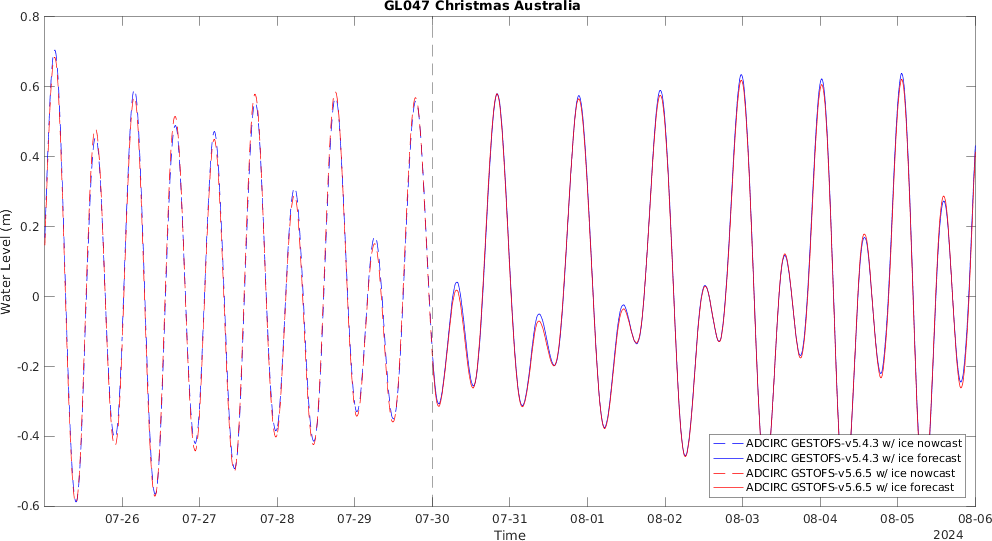 GL047 Christmas Australia
0.8
0.6
0.4
0.2
0
-0.2
-0.4
-0.6
Water Level (m)
ADCIRC GESTOFS-v5.4.3 w/ ice nowcast
ADCIRC GESTOFS-v5.4.3 w/ ice forecast
ADCIRC GSTOFS-v5.6.5 w/ ice nowcast
ADCIRC GSTOFS-v5.6.5 w/ ice forecast
07-26 07-27 07-28 07-29 07-30 07-31 08-01 08-02 08-03 08-04 08-05 08-06
Time
2024